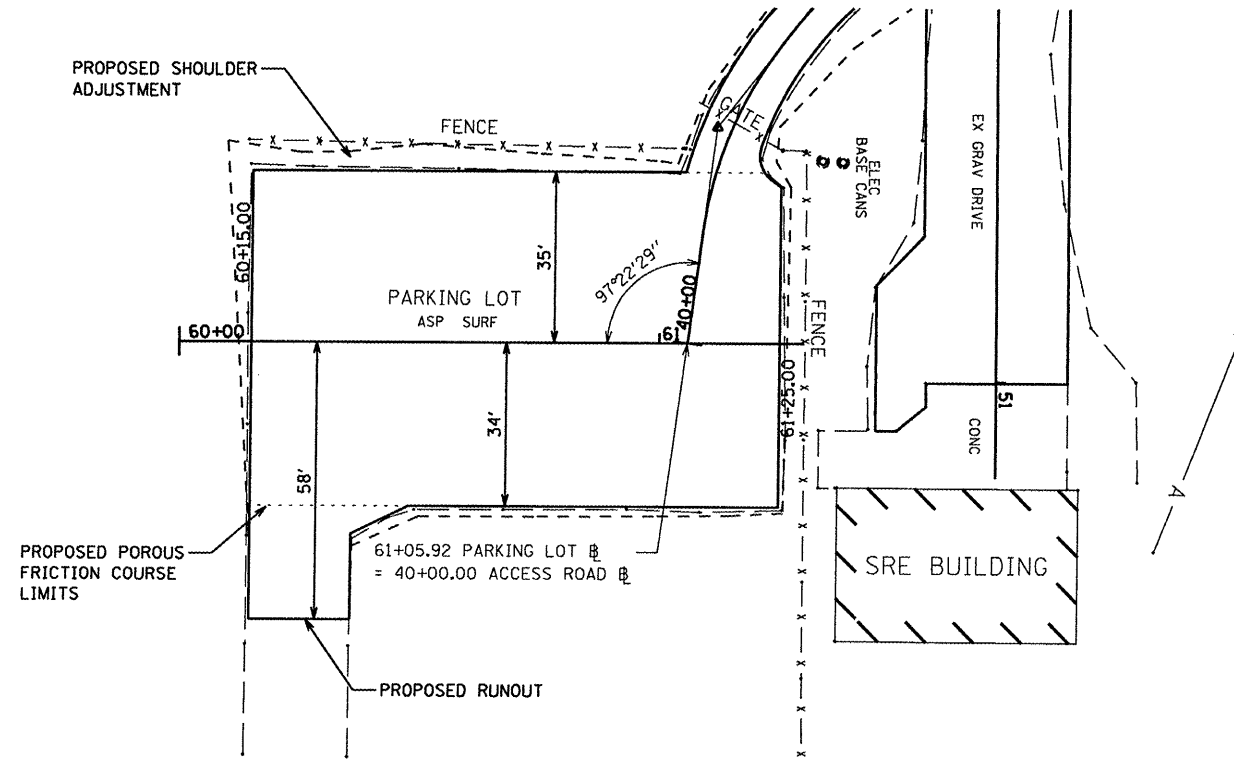 PROPOSED SHOULDER
ADJUSTMENT
FENCE
GATE
ELEC
BASE CANS
EX GRAV DRIVE
60+15.00
35'
97°22'29"
40+00
PARKING LOT
ASP SURF
60+00
61
FENCE
61+25.00
34'
58'
51
CONC
A
PROPOSED POROUS
FRICTION COURSE
LIMITS
61+05.92 PARKING LOT BL
= 40+00.00 ACCESS ROAD BL
SRE BUILDING
PROPOSED RUNOUT